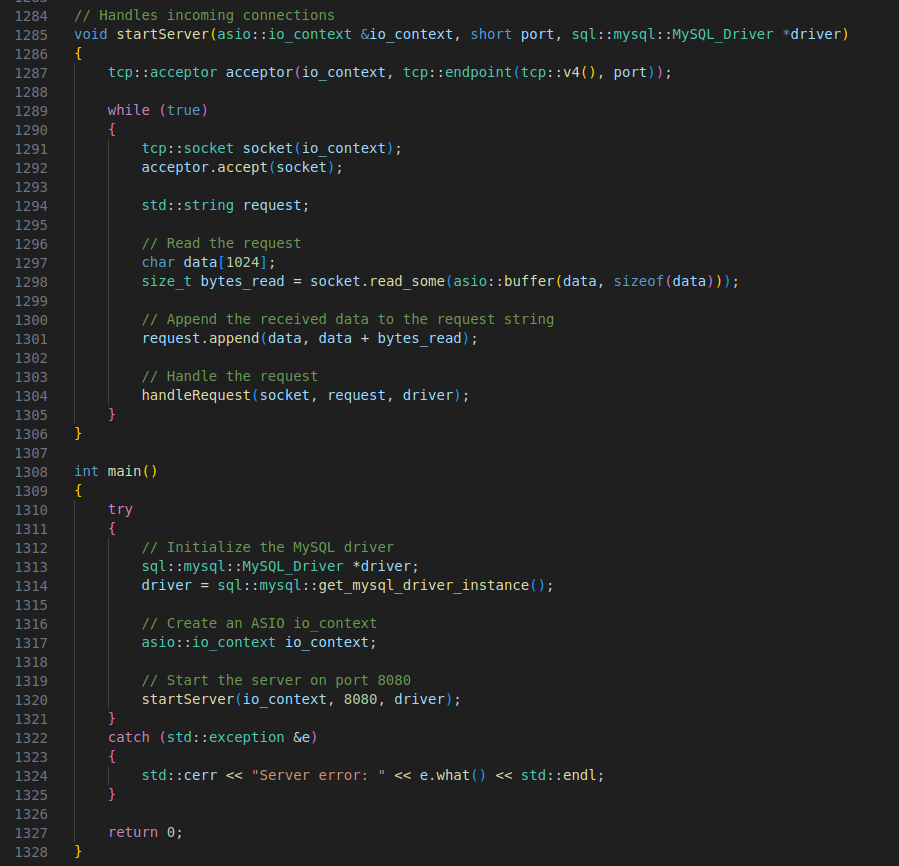 1284 // Handles incoming connections
1285 void startServer(asio::io_context &io_context, short port, sql::mysql::MySQL_Driver *driver)
1286 {
1287     tcp::acceptor acceptor(io_context, tcp::endpoint(tcp::v4(), port));
1288
1289     while (true)
1290     {
1291         tcp::socket socket(io_context);
1292         acceptor.accept(socket);
1293
1294         std::string request;
1295
1296         // Read the request
1297         char data[1024];
1298         size_t bytes_read = socket.read_some(asio::buffer(data, sizeof(data)));
1299
1300         // Append the received data to the request string
1301         request.append(data, data + bytes_read);
1302
1303         // Handle the request
1304         handleRequest(socket, request, driver);
1305     }
1306 }
1307
1308 int main()
1309 {
1310     try
1311     {
1312         // Initialize the MySQL driver
1313         sql::mysql::MySQL_Driver *driver;
1314         driver = sql::mysql::get_mysql_driver_instance();
1315
1316         // Create an ASIO io_context
1317         asio::io_context io_context;
1318
1319         // Start the server on port 8080
1320         startServer(io_context, 8080, driver);
1321     }
1322     catch (std::exception &e)
1323     {
1324         std::cerr << "Server error: " << e.what() << std::endl;
1325     }
1326
1327     return 0;
1328 }